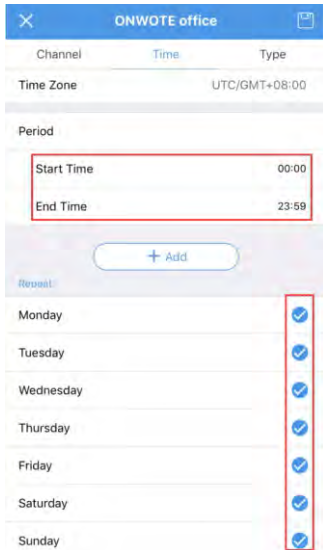 ONWOTE office
Channel Time Type
Time Zone UTC/GMT+08:00
Period
Start Time 00:00
End Time 23:59
+ Add
Repeat
Monday
Tuesday
Wednesday
Thursday
Friday
Saturday
Sunday